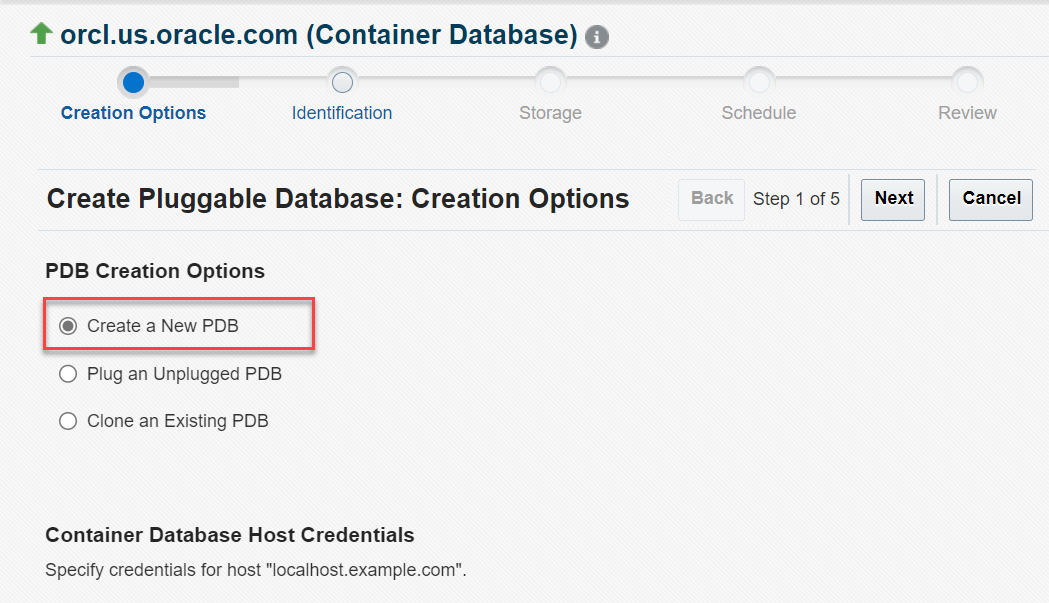 orcl.us.oracle.com (Container Database)
Creation Options Identification Storage Schedule Review
Create Pluggable Database: Creation Options Back Step 1 of 5 Next Cancel
PDB Creation Options
Create a New PDB
Plug an Unplugged PDB
Clone an Existing PDB
Container Database Host Credentials
Specify credentials for host "localhost.example.com".